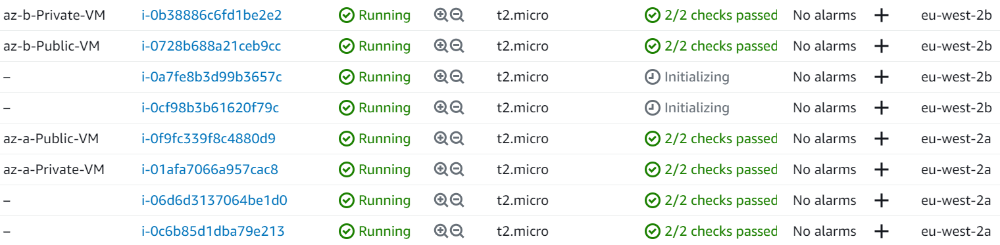 az-b-Private-VM i-0b38886c6fd1be2e2 Running t2.micro 2/2 checks passed No alarms + eu-west-2b
az-b-Public-VM i-0728b688a21ceb9cc Running t2.micro 2/2 checks passed No alarms + eu-west-2b
– i-0a7fe8b3d99b3657c Running t2.micro Initializing No alarms + eu-west-2b
– i-0cf98b3b61620f79c Running t2.micro Initializing No alarms + eu-west-2b
az-a-Public-VM i-0f9fc339f8c4880d9 Running t2.micro 2/2 checks passed No alarms + eu-west-2a
az-a-Private-VM i-01afa7066a957cac8 Running t2.micro 2/2 checks passed No alarms + eu-west-2a
– i-06d6d3137064be1d0 Running t2.micro 2/2 checks passed No alarms + eu-west-2a
– i-0c6b85d1dba79e213 Running t2.micro 2/2 checks passed No alarms + eu-west-2a